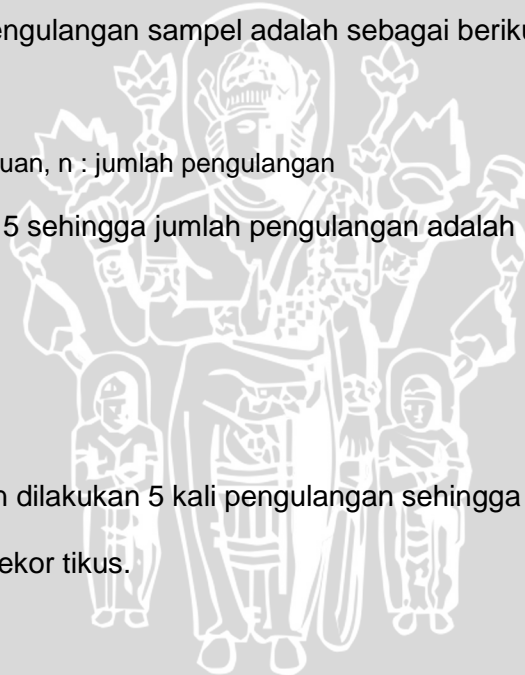 engulangan sampel adalah sebagai beriku
uan, n : jumlah pengulangan
5 sehingga jumlah pengulangan adalah
n dilakukan 5 kali pengulangan sehingga
ekor tikus.